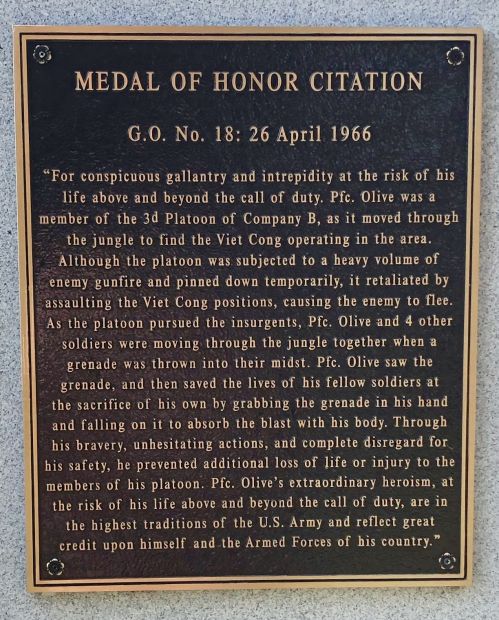 MEDAL OF HONOR CITATION
G.O. No. 18: 26 April 1966
“For conspicuous gallantry and intrepidity at the risk of his
life above and beyond the call of duty. Pfc. Olive was a
member of the 3d Platoon of Company B, as it moved through
the jungle to find the Viet Cong operating in the area.
Although the platoon was subjected to a heavy volume of
enemy gunfire and pinned down temporarily, it retaliated by
assaulting the Viet Cong positions, causing the enemy to flee.
As the platoon pursued the insurgents, Pfc. Olive and 4 other
soldiers were moving through the jungle together when a
grenade was thrown into their midst. Pfc. Olive saw the
grenade, and then saved the lives of his fellow soldiers at
the sacrifice of his own by grabbing the grenade in his hand
and falling on it to absorb the blast with his body. Through
his bravery, unhesitating actions, and complete disregard for
his safety, he prevented additional loss of life or injury to the
members of his platoon. Pfc. Olive's extraordinary heroism, at
the risk of his life above and beyond the call of duty, are in
the highest traditions of the U.S. Army and reflect great
credit upon himself and the Armed Forces of his country.”